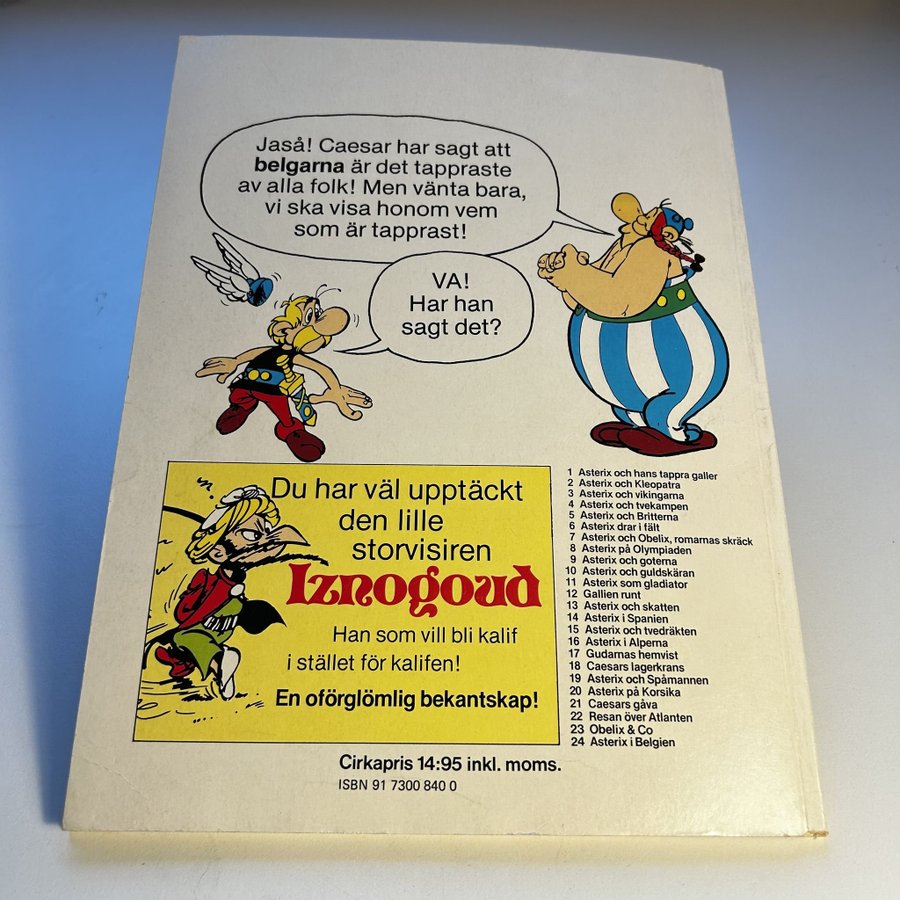 Jaså! Caesar har sagt att
belgarna är det tappraste
av alla folk! Men vänta bara,
vi ska visa honom vem
som är tapprast!
VA!
Har han
sagt det?
Du har väl upptäckt
den lille
storvisiren
Iznogoud
Han som vill bli kalif
i stället för kalifen!
En oförglömlig bekantskap!
1 Asterix och hans tappra galler
2 Asterix och Kleopatra
3 Asterix och vikingarna
4 Asterix och tvekampen
5 Asterix och Britterna
6 Asterix drar i fält
7 Asterix och Obelix, romarnas skräck
8 Asterix på Olympiaden
9 Asterix och goterna
10 Asterix och guldskäran
11 Asterix som gladiator
12 Gallien runt
13 Asterix och skatten
14 Asterix i Spanien
15 Asterix och tvedräkten
16 Asterix i Alperna
17 Gudarnas hemvist
18 Caesars lagerkrans
19 Asterix och Spåmannen
20 Asterix på Korsika
21 Caesars gåva
22 Resan över Atlanten
23 Obelix & Co
24 Asterix i Belgien
Cirkapris 14:95 inkl. moms.
ISBN 91 7300 840 0